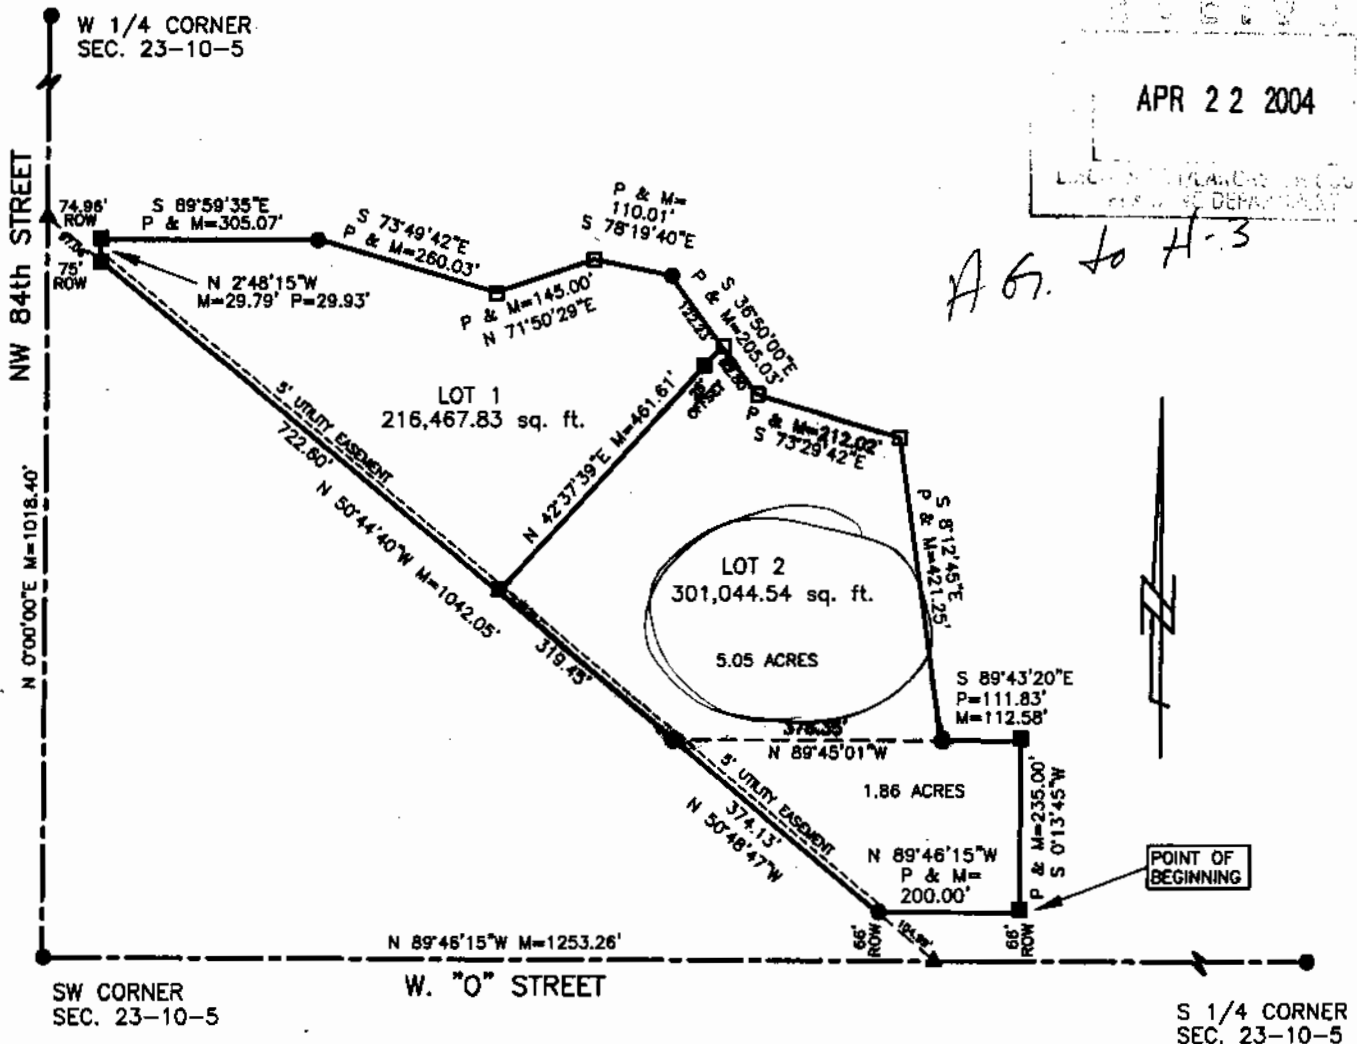 W 1/4 CORNER
SEC. 23-10-5
APR 22 2004
A G. to H-3
NW 84th STREET
74.96'
ROW
75'
ROW
S 89°59'35"E
P & M=305.07'
N 2°48'15"W
M=29.79' P=29.93'
S 73°49'42"E
P & M=260.03'
P & M=145.00'
N 71°50'29"E
P & M=
110.01'
S 78°19'40"E
S 36°50'00"E
P & M=205.03'
122.23'
P & M=212.02'
S 73°29'42"E
LOT 1
216,467.83 sq. ft.
N 42°37'39"E M=461.61'
OFFSET
5' UTILITY EASEMENT
722.60'
N 50°44'40"W M=1042.05'
319.45'
N 0°00'00"E M=1018.40'
LOT 2
301,044.54 sq. ft.
5.05 ACRES
S 8°12'45"E
P & M=421.25'
S 89°43'20"E
P=111.83'
M=112.58'
378.35'
N 89°45'01"W
1.86 ACRES
5' UTILITY EASEMENT
374.13'
N 50°48'47"W
P & M=235.00'
S 0°13'45"W
N 89°46'15"W
P & M=
200.00'
POINT OF
BEGINNING
66'
ROW
66'
ROW
N 89°46'15"W M=1253.26'
W. "O" STREET
SW CORNER
SEC. 23-10-5
S 1/4 CORNER
SEC. 23-10-5